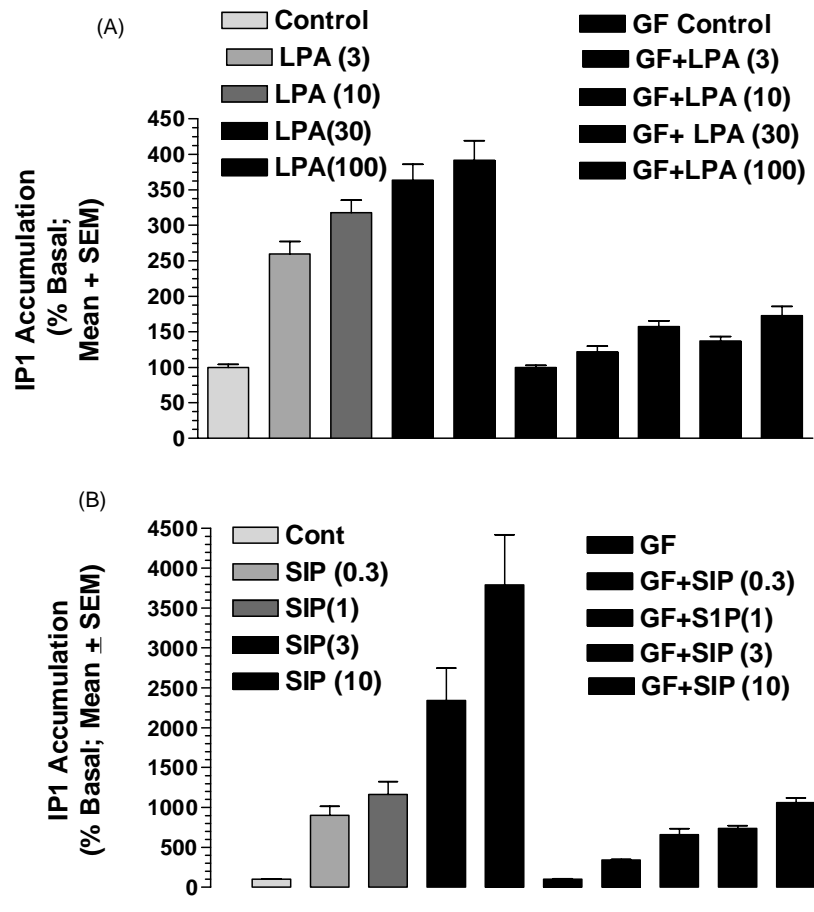 (A)
Control
LPA (3)
LPA (10)
LPA(30)
LPA(100)
GF Control
GF+LPA (3)
GF+LPA (10)
GF+ LPA (30)
GF+LPA (100)
IP1 Accumulation
(% Basal;
Mean + SEM)
450
400
350
300
250
200
150
100
50
0
(B)
Cont
SIP (0.3)
SIP(1)
SIP(3)
SIP (10)
GF
GF+SIP (0.3)
GF+S1P(1)
GF+SIP (3)
GF+SIP (10)
IP1 Accumulation
(% Basal; Mean ± SEM)
4500
4000
3500
3000
2500
2000
1500
1000
500
0